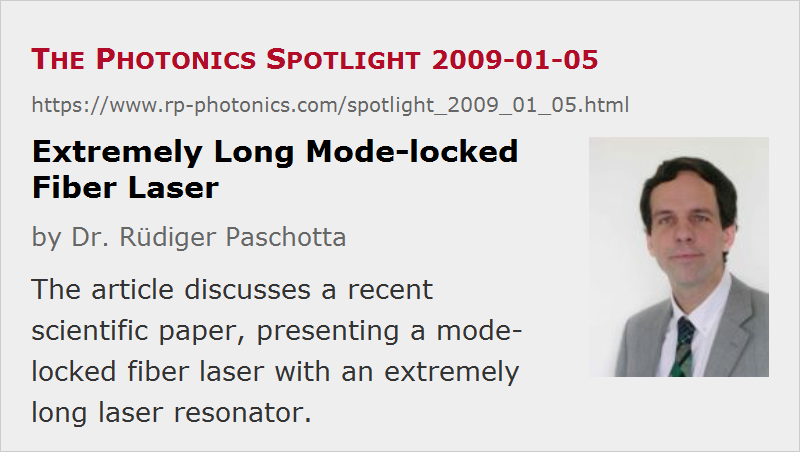 The Photonics Spotlight 2009-01-05
https://www.rp-photonics.com/spotlight_2009_01_05.html
Extremely Long Mode-locked
Fiber Laser
by Dr. Rüdiger Paschotta
The article discusses a recent
scientific paper, presenting a mode-
locked fiber laser with an extremely
long laser resonator.